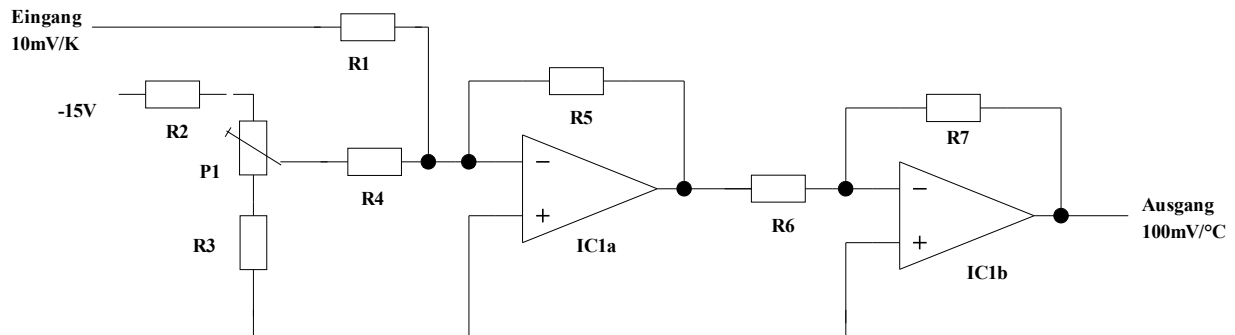 Eingang
10mV/K
R1
-15V
R2
P1
R3
R4
R5
−
+
IC1a
R6
R7
−
+
IC1b
Ausgang
100mV/°C